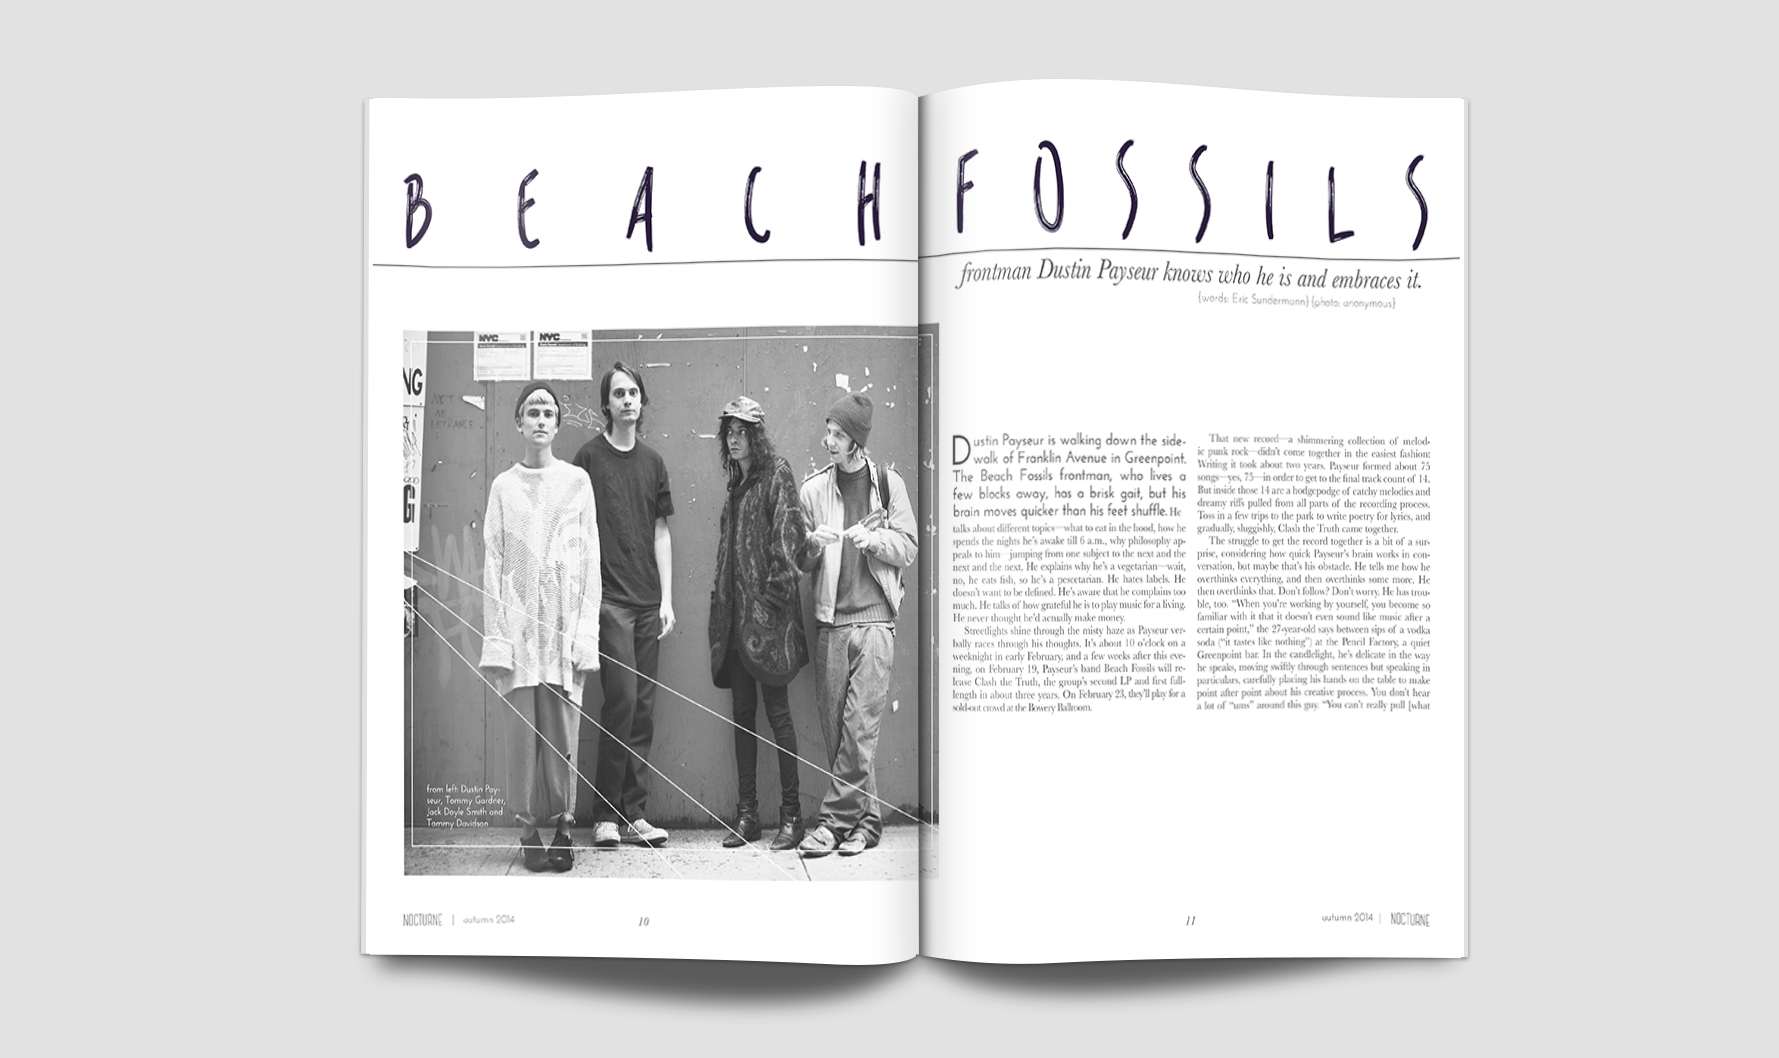 BEACH FOSSILS
frontman Dustin Payseur knows who he is and embraces it.
{words: Eric Sundermann} {photo: anonymous}
NYC
NYC
NG
NOT
AN
ENTRANCE
G
from left: Dustin Pay-
seur, Tommy Gardner,
Jack Doyle Smith and
Tommy Davidson
Dustin Payseur is walking down the side-
walk of Franklin Avenue in Greenpoint.
The Beach Fossils frontman, who lives a
few blocks away, has a brisk gait, but his
brain moves quicker than his feet shuffle. He
talks about different topics—what to eat in the hood, how he
spends the nights he's awake till 6 a.m., why philosophy ap-
peals to him—jumping from one subject to the next and the
next and the next. He explains why he's a vegetarian—wait,
no, he eats fish, so he's a pescetarian. He hates labels. He
doesn't want to be defined. He's aware that he complains too
much. He talks of how grateful he is to play music for a living.
He never thought he'd actually make money.
Streetlights shine through the misty haze as Payseur ver-
bally races through his thoughts. It's about 10 o'clock on a
weeknight in early February, and a few weeks after this eve-
ning, on February 19, Payseur's band Beach Fossils will re-
lease Clash the Truth, the group's second LP and first full-
length in about three years. On February 23, they'll play for a
sold-out crowd at the Bowery Ballroom.
That new record—a shimmering collection of melod-
ic punk rock—didn't come together in the easiest fashion:
Writing it took about two years. Payseur formed about 75
songs—yes, 75—in order to get to the final track count of 14.
But inside those 14 are a hodgepodge of catchy melodies and
dreamy riffs pulled from all parts of the recording process.
Toss in a few trips to the park to write poetry for lyrics, and
gradually, sluggishly, Clash the Truth came together.
The struggle to get the record together is a bit of a sur-
prise, considering how quick Payseur's brain works in con-
versation, but maybe that's his obstacle. He tells me how he
overthinks everything, and then overthinks some more. He
then overthinks that. Don't follow? Don't worry. He has trou-
ble, too. "When you're working by yourself, you become so
familiar with it that it doesn't even sound like music after a
certain point," the 27-year-old says between sips of a vodka
soda ("it tastes like nothing") at the Pencil Factory, a quiet
Greenpoint bar. In the candlelight, he's delicate in the way
he speaks, moving swiftly through sentences but speaking in
particulars, carefully placing his hands on the table to make
point after point about his creative process. You don't hear
a lot of "ums" around this guy. "You can't really pull [what
NOCTURNE | autumn 2014
10
11
autumn 2014 | NOCTURNE